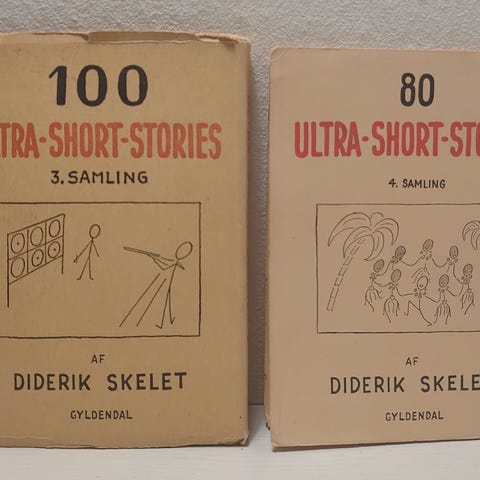 100
TRA-SHORT-STORIES
3. SAMLING
AF
DIDERIK SKELET
GYLDENDAL
80
ULTRA-SHORT-STO
4. SAMLING
AF
DIDERIK SKELE
GYLDENDAL